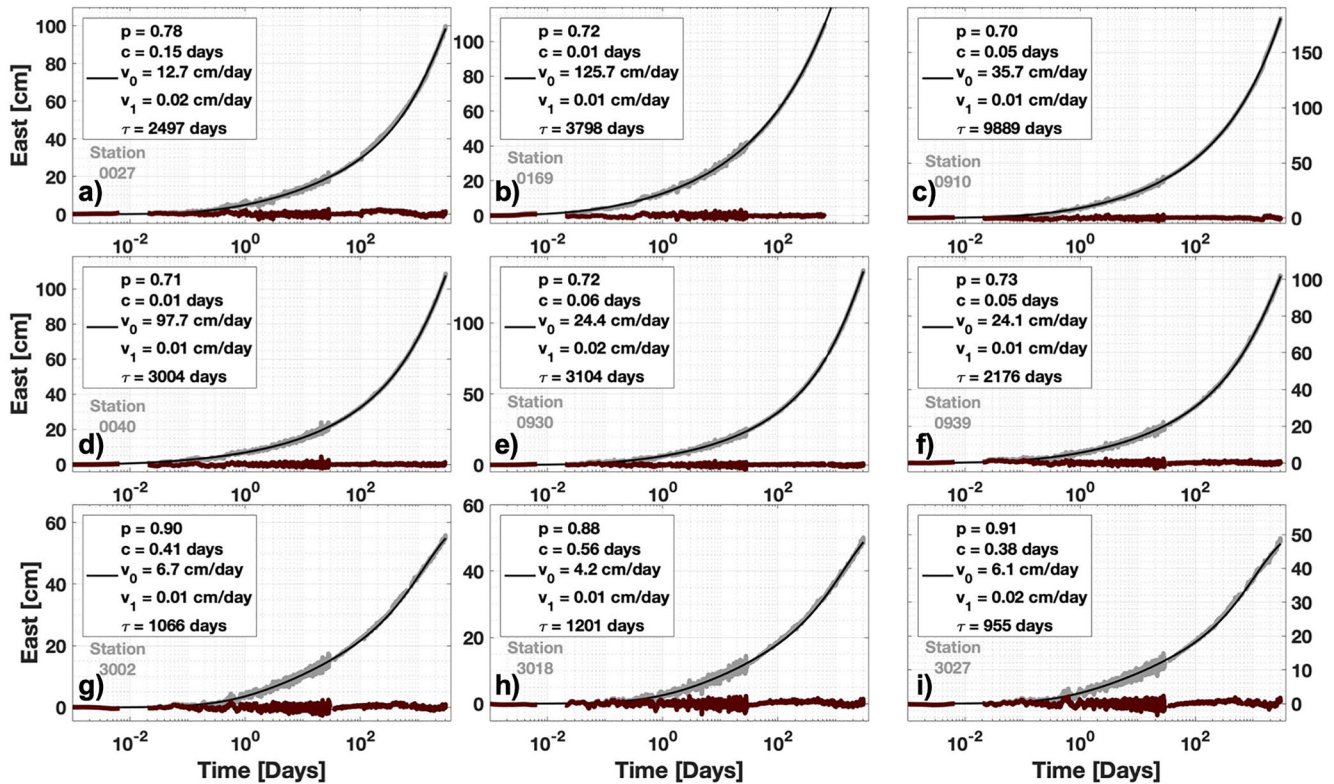 East [cm]
100
80
60
40
20
0
p = 0.78
c = 0.15 days
v0 = 12.7 cm/day
v1 = 0.02 cm/day
τ = 2497 days
Station
0027
a)
10-2
100
102
100
80
60
40
20
0
p = 0.72
c = 0.01 days
v0 = 125.7 cm/day
v1 = 0.01 cm/day
τ = 3798 days
Station
0169
b)
10-2
100
102
p = 0.70
c = 0.05 days
v0 = 35.7 cm/day
v1 = 0.01 cm/day
τ = 9889 days
Station
0910
c)
150
100
50
0
10-2
100
102
East [cm]
100
80
60
40
20
0
p = 0.71
c = 0.01 days
v0 = 97.7 cm/day
v1 = 0.01 cm/day
τ = 3004 days
Station
0040
d)
10-2
100
102
100
50
0
p = 0.72
c = 0.06 days
v0 = 24.4 cm/day
v1 = 0.02 cm/day
τ = 3104 days
Station
0930
e)
10-2
100
102
p = 0.73
c = 0.05 days
v0 = 24.1 cm/day
v1 = 0.01 cm/day
τ = 2176 days
Station
0939
f)
100
80
60
40
20
0
10-2
100
102
East [cm]
60
40
20
0
p = 0.90
c = 0.41 days
v0 = 6.7 cm/day
v1 = 0.01 cm/day
τ = 1066 days
Station
3002
g)
10-2
100
102
Time [Days]
60
40
20
0
p = 0.88
c = 0.56 days
v0 = 4.2 cm/day
v1 = 0.01 cm/day
τ = 1201 days
Station
3018
h)
10-2
100
102
Time [Days]
p = 0.91
c = 0.38 days
v0 = 6.1 cm/day
v1 = 0.02 cm/day
τ = 955 days
Station
3027
i)
50
40
30
20
10
0
10-2
100
102
Time [Days]